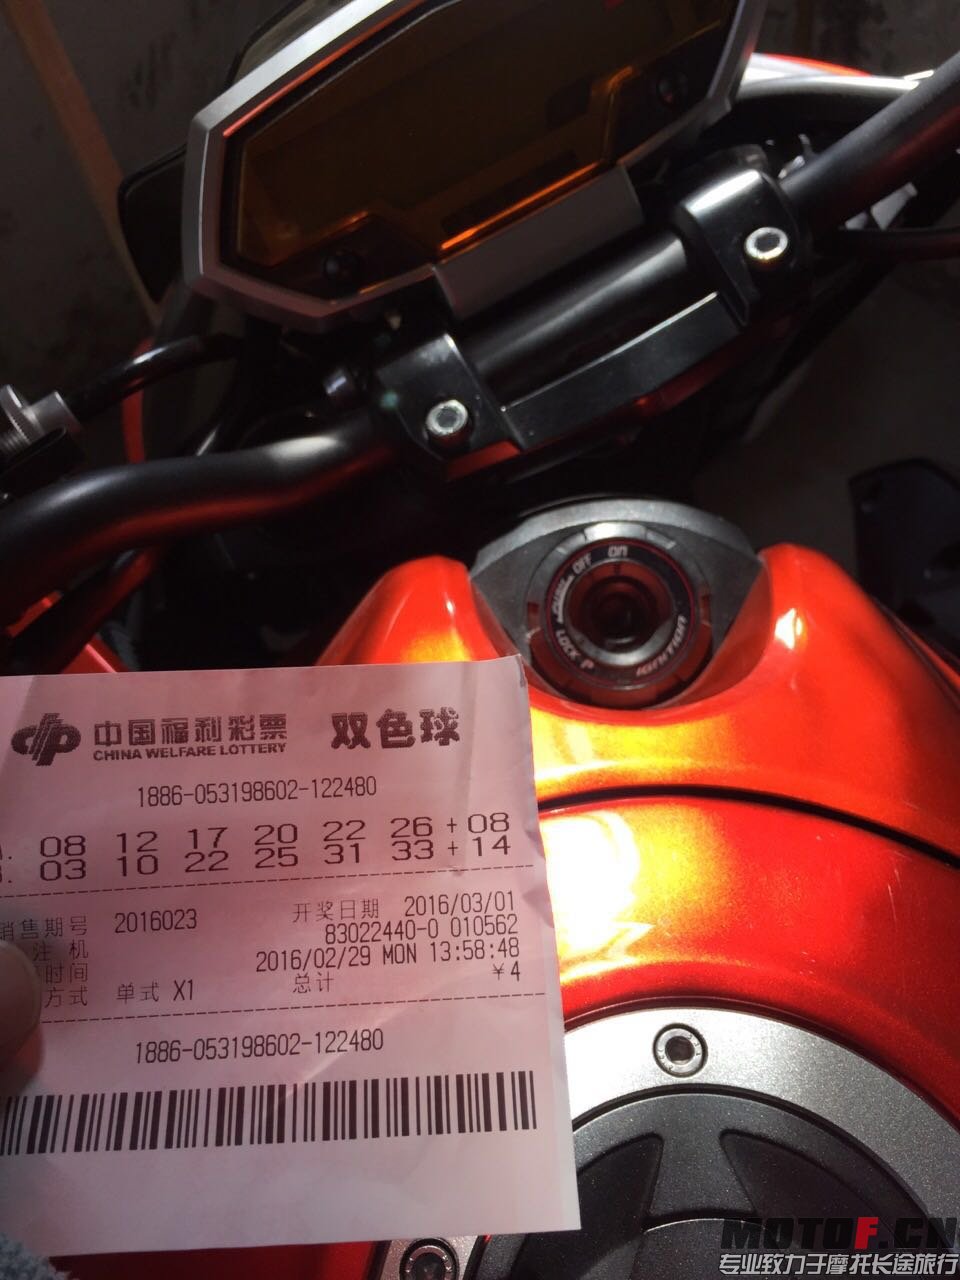 ON
OFF
LOCK
P
IGNITION
中国福利彩票 双色球
CHINA WELFARE LOTTERY
1886-053198602-122480
08 12 17 20 22 26 + 08
03 10 22 25 31 33 + 14
销售期号 2016023 开奖日期 2016/03/01
注 机 83022440-0 010562
时间 2016/02/29 MON 13:58:48
方式 单式 X1 总计 ¥4
1886-053198602-122480
MOTOF.CN
专业致力于摩托长途旅行